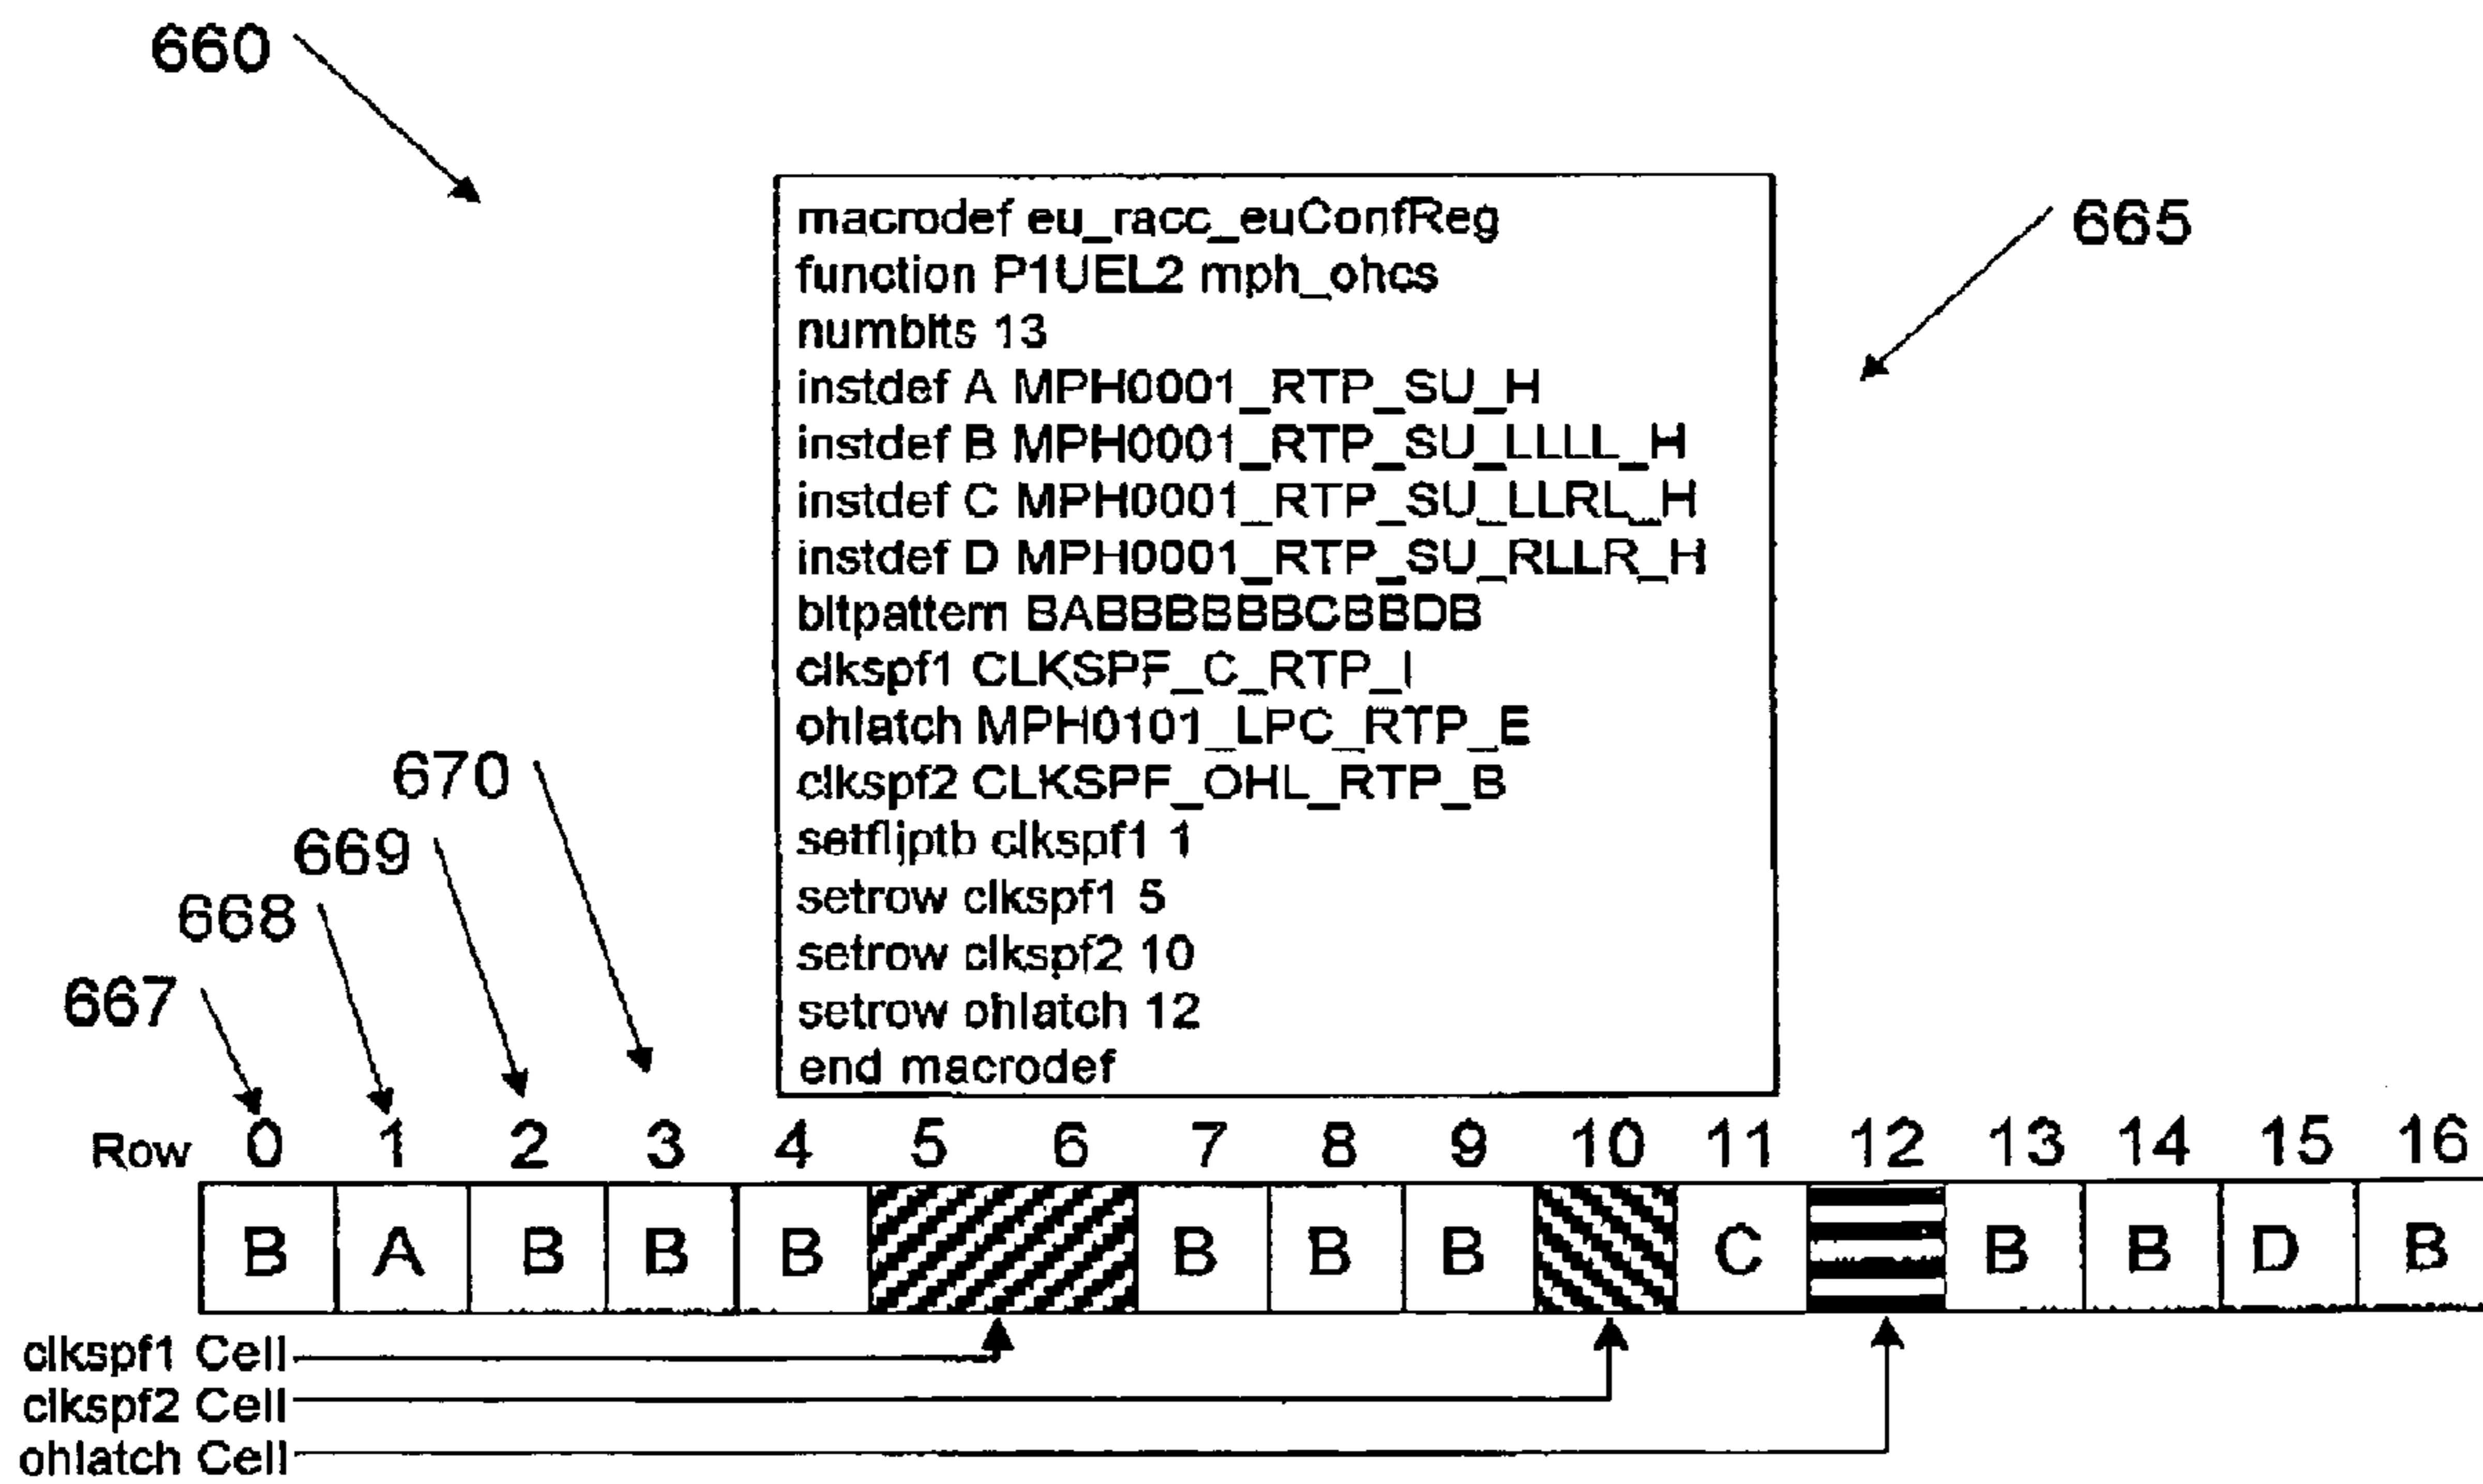 660
665
macrodef eu_racc_euConfReg
function P1UEL2 mph_ohcs
numbits 13
instdef A MPH0001_RTP_SU_H
instdef B MPH0001_RTP_SU_LLLL_H
instdef C MPH0001_RTP_SU_LLRL_H
instdef D MPH0001_RTP_SU_RLLR_H
bitpattern BABBBBBBCBBDB
clkspf1 CLKSPF_C_RTP_I
ohlatch MPH0101_LPC_RTP_E
clkspf2 CLKSPF_OHL_RTP_B
setfliptb clkspf1 1
setrow clkspf1 5
setrow clkspf2 10
setrow ohlatch 12
end macrodef
670
669
668
667
Row 0 1 2 3 4 5 6 7 8 9 10 11 12 13 14 15 16
B A B B B B B B C B B D B
clkspf1 Cell
clkspf2 Cell
ohlatch Cell